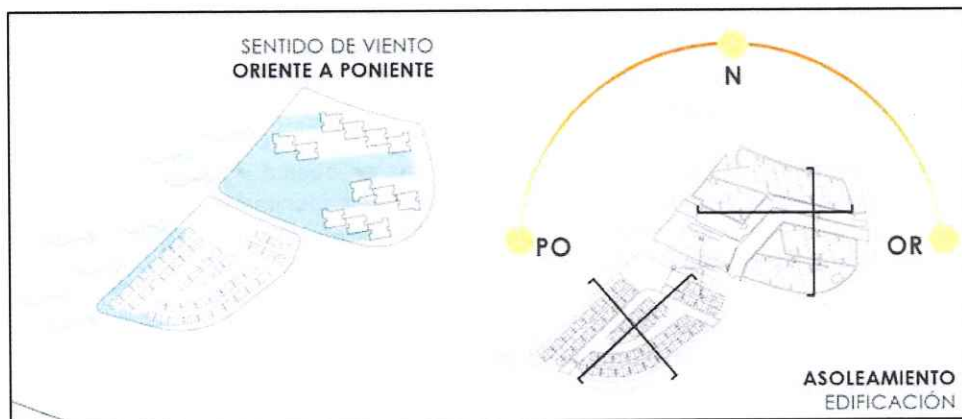 SENTIDO DE VIENTO
ORIENTE A PONIENTE
N
PO
OR
ASOLEAMIENTO
EDIFICACIÓN